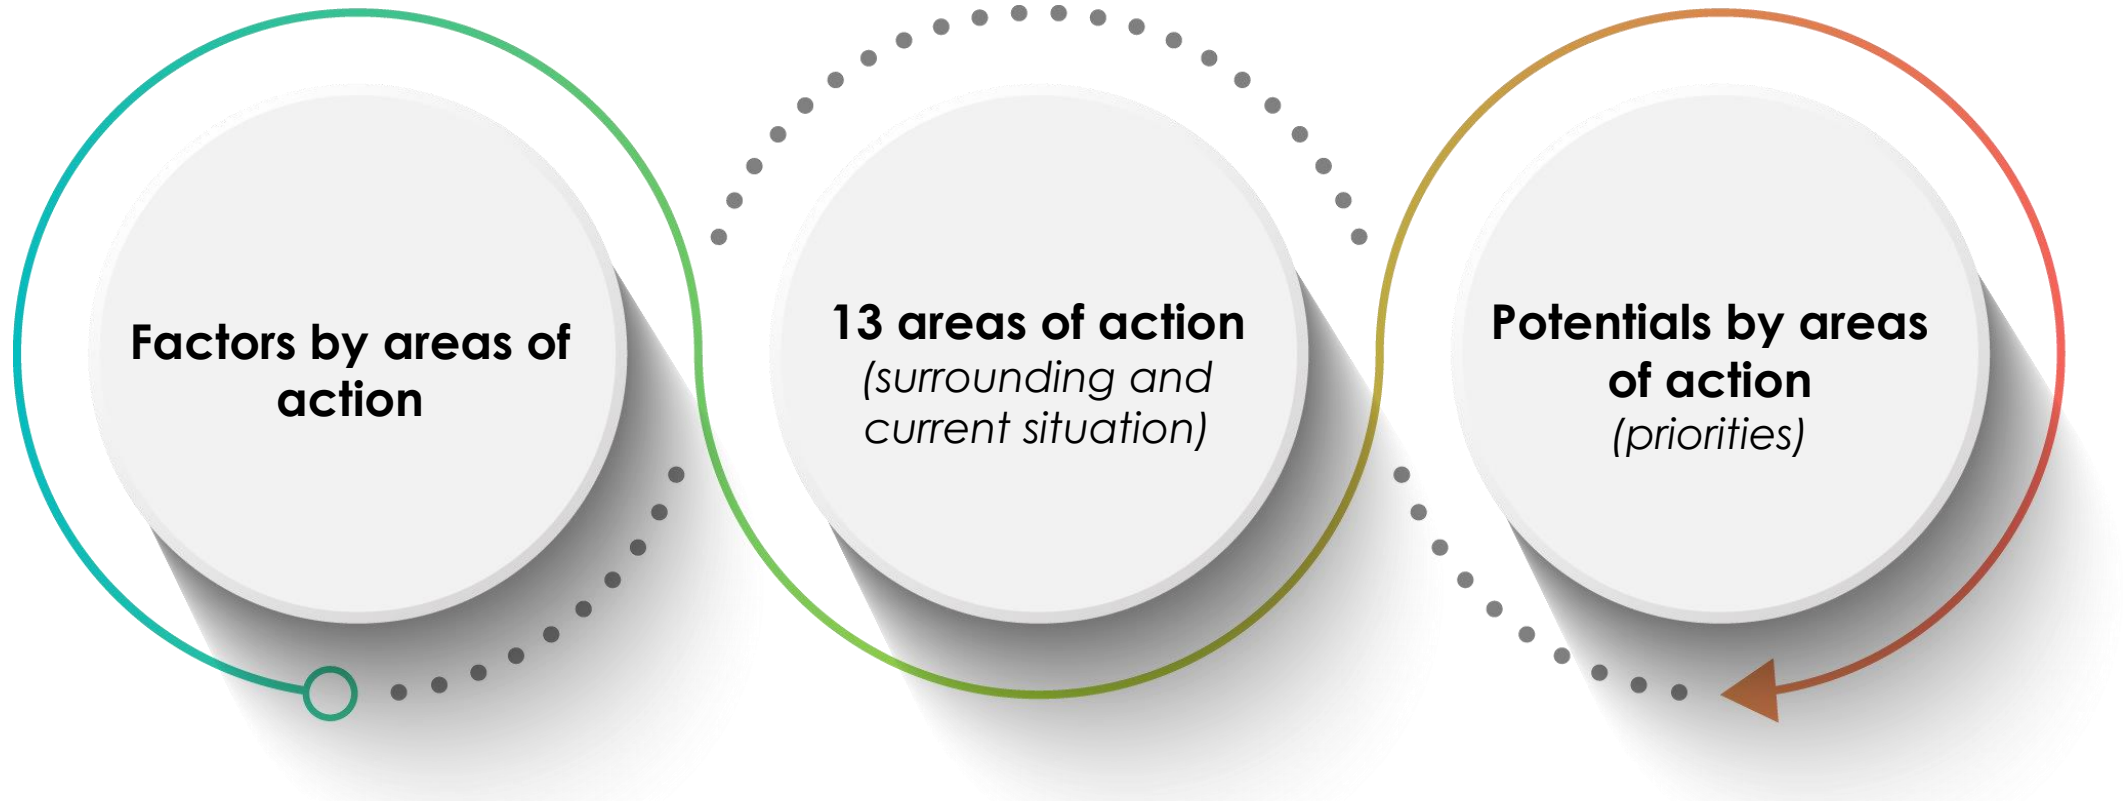 Factors by areas of
action
13 areas of action
(surrounding and
current situation)
Potentials by areas
of action
(priorities)